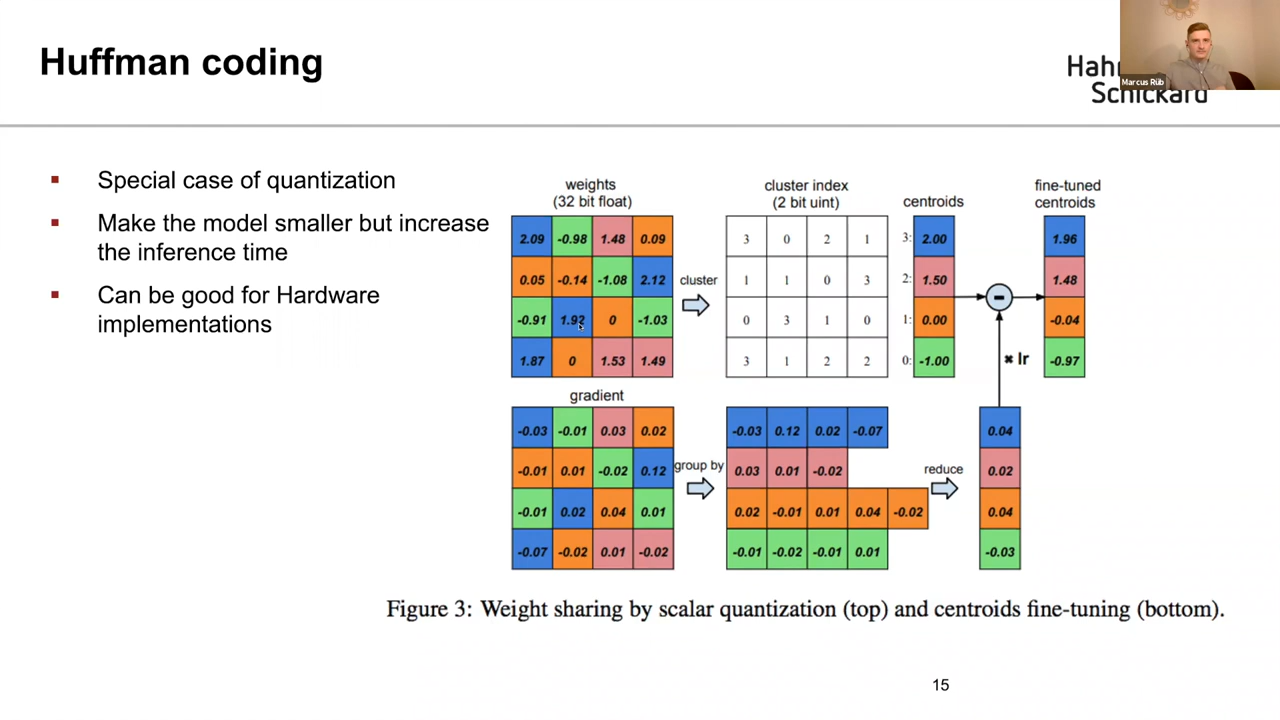 Huffman coding
Hahn
Schickard
Marcus Rüb
▪ Special case of quantization
▪ Make the model smaller but increase
the inference time
▪ Can be good for Hardware
implementations
weights
(32 bit float)
cluster index
(2 bit uint)
centroids
fine-tuned
centroids
2.09 -0.98 1.48 0.09
3 0 2 1
3: 2.00
1.96
0.05 -0.14 -1.08 2.12
cluster
1 1 0 3
2: 1.50
1.48
-0.91 1.92 0 -1.03
0 3 1 0
1: 0.00
-0.04
1.87 0 1.53 1.49
3 1 2 2
0: -1.00
× lr
-0.97
gradient
-0.03 -0.01 0.03 0.02
-0.03 0.12 0.02 -0.07
0.04
-0.01 0.01 -0.02 0.12
group by
0.03 0.01 -0.02
reduce
0.02
-0.01 0.02 0.04 0.01
0.02 -0.01 0.01 0.04 -0.02
0.04
-0.07 -0.02 0.01 -0.02
-0.01 -0.02 -0.01 0.01
-0.03
Figure 3: Weight sharing by scalar quantization (top) and centroids fine-tuning (bottom).
15